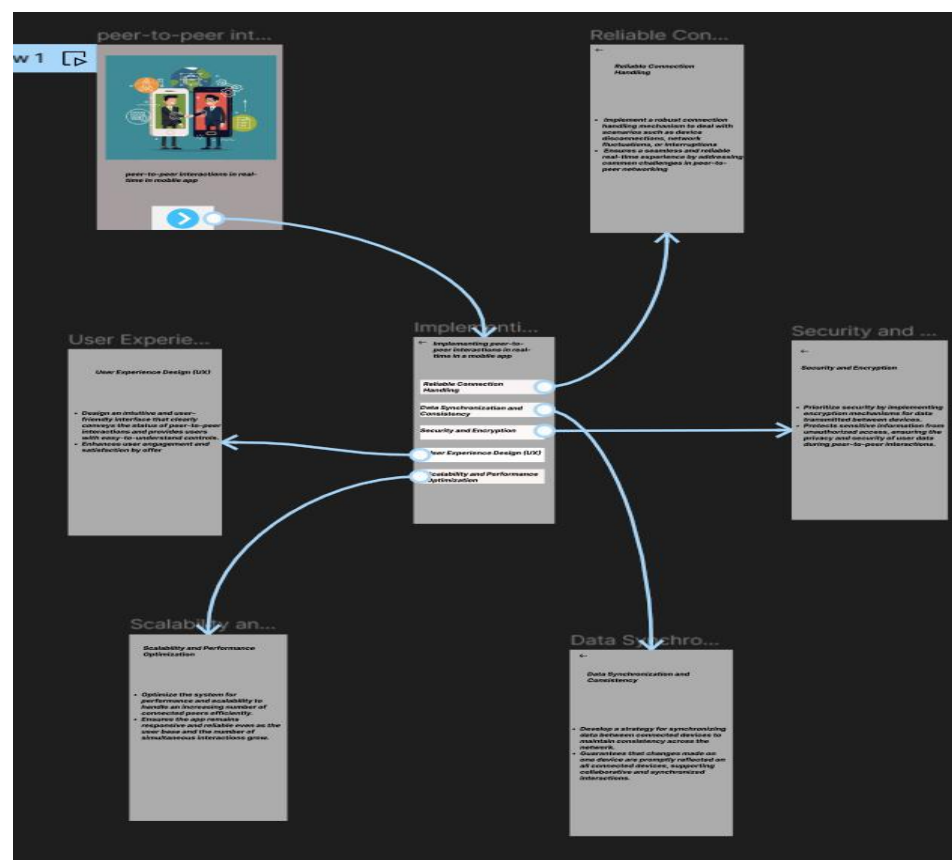 w 1
peer-to-peer int...
peer-to-peer interactions in real-
time in mobile app
Reliable Con...
←
Reliable Connection
Handling
• Implement a robust connection
handling mechanism to deal with
scenarios such as device
disconnections, network
fluctuations, or interruptions
• Ensures a seamless and reliable
real-time experience by addressing
common challenges in peer-to-
peer networking
Implementi...
← Implementing peer-to-
peer interactions in real-
time in a mobile app
Reliable Connection
Handling
Data Synchronization and
Consistency
Security and Encryption
User Experience Design (UX)
Scalability and Performance
Optimization
User Experie...
User Experience Design (UX)
• Design an intuitive and user-
friendly interface that clearly
conveys the status of peer-to-peer
interactions and provides users
with easy-to-understand controls.
• Enhances user engagement and
satisfaction by offer
Security and ...
←
Security and Encryption
• Prioritize security by implementing
encryption mechanisms for data
transmitted between devices.
• Protects sensitive information from
unauthorized access, ensuring the
privacy and security of user data
during peer-to-peer interactions.
Scalability an...
Scalability and Performance
Optimization
• Optimize the system for
performance and scalability to
handle an increasing number of
connected peers efficiently.
• Ensures the app remains
responsive and reliable even as the
user base and the number of
simultaneous interactions grow.
Data Synchro...
←
Data Synchronization and
Consistency
• Develop a strategy for synchronizing
data between connected devices to
maintain consistency across the
network.
• Guarantees that changes made on
one device are promptly reflected on
all connected devices, supporting
collaborative and synchronized
interactions.